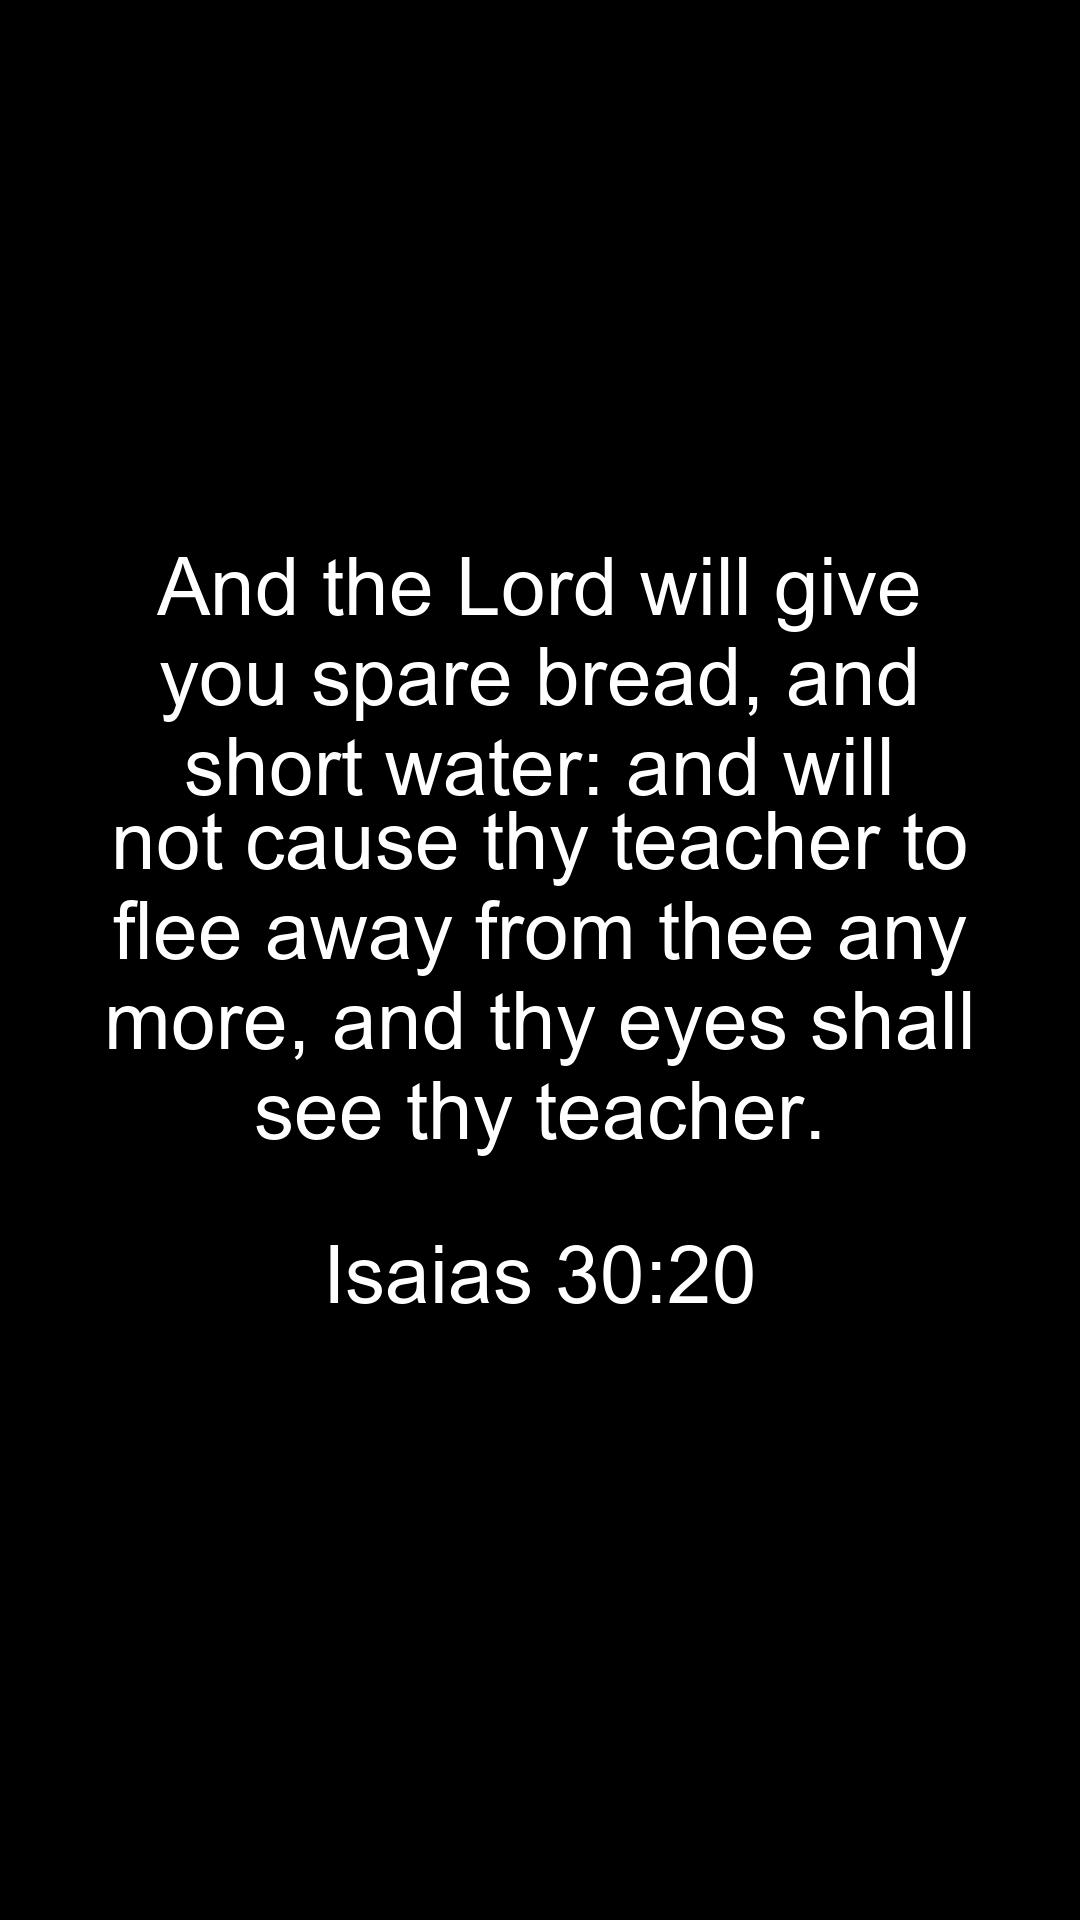 And the Lord will give
you spare bread, and
short water: and will
not cause thy teacher to
flee away from thee any
more, and thy eyes shall
see thy teacher.
Isaias 30:20